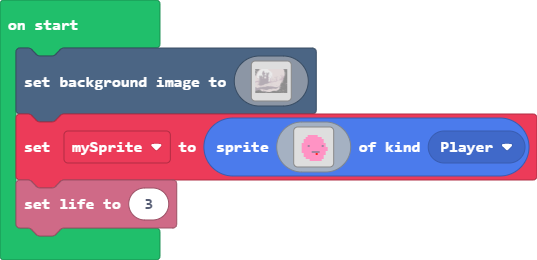 on start
set background image to
set mySprite to sprite of kind Player
set life to 3